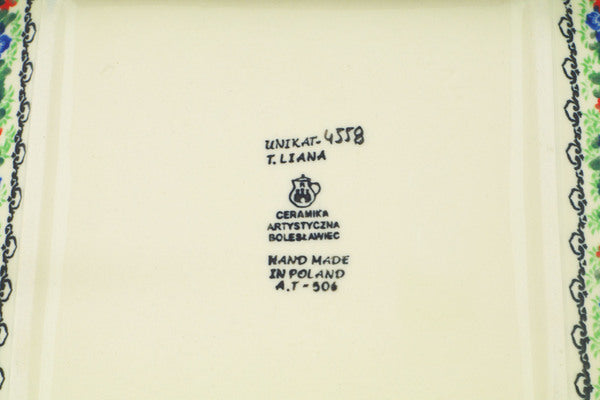 UNIKAT-4558
T. LIANA
CERAMIKA
ARTYSTYCZNA
BOLESŁAWIEC
HAND MADE
IN POLAND
A.T-506